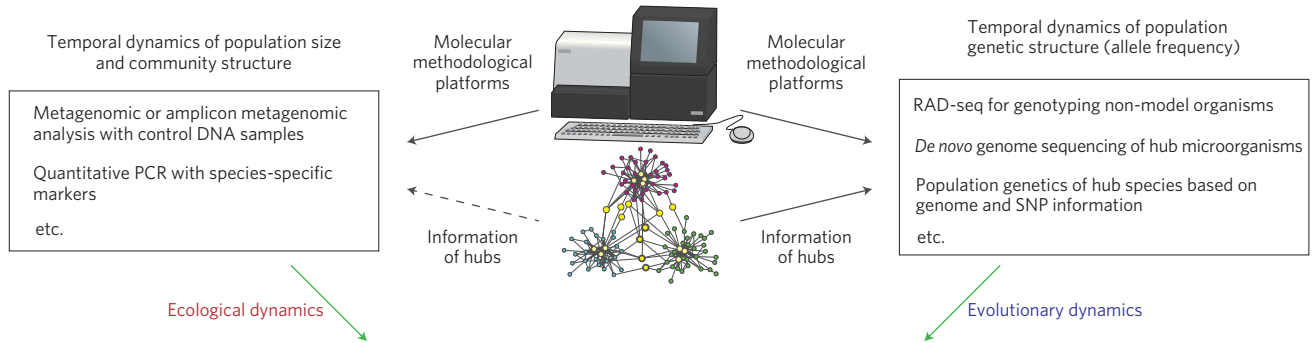 Temporal dynamics of population size
and community structure
Metagenomic or amplicon metagenomic
analysis with control DNA samples
Quantitative PCR with species-specific
markers
etc.
Molecular
methodological
platforms
Information
of hubs
Molecular
methodological
platforms
Information
of hubs
Temporal dynamics of population
genetic structure (allele frequency)
RAD-seq for genotyping non-model organisms
De novo genome sequencing of hub microorganisms
Population genetics of hub species based on
genome and SNP information
etc.
Ecological dynamics
Evolutionary dynamics